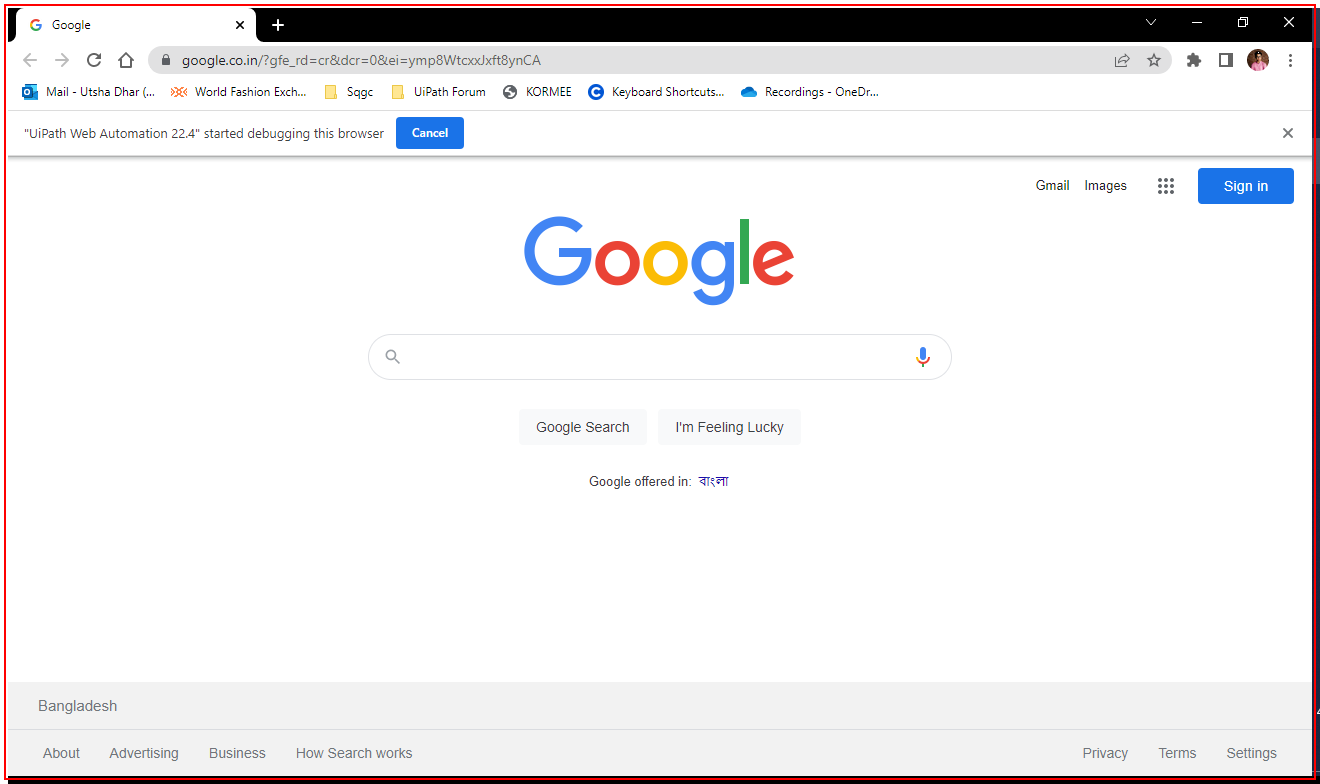 Google
google.co.in/?gfe_rd=cr&dcr=0&ei=ymp8WtcxxJxft8ynCA
Mail - Utsha Dhar (... World Fashion Exch... Sqgc UiPath Forum KORMEE Keyboard Shortcuts... Recordings - OneDr...
"UiPath Web Automation 22.4" started debugging this browser Cancel
Gmail Images Sign in
Google
Google Search I'm Feeling Lucky
Google offered in: বাংলা
Bangladesh
About Advertising Business How Search works Privacy Terms Settings